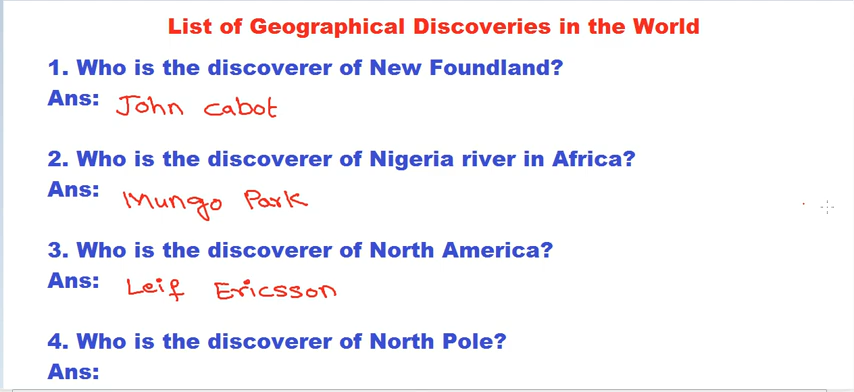 List of Geographical Discoveries in the World
1. Who is the discoverer of New Foundland?
Ans: John Cabot
2. Who is the discoverer of Nigeria river in Africa?
Ans: Mungo Park
3. Who is the discoverer of North America?
Ans: Leif Ericsson
4. Who is the discoverer of North Pole?
Ans: